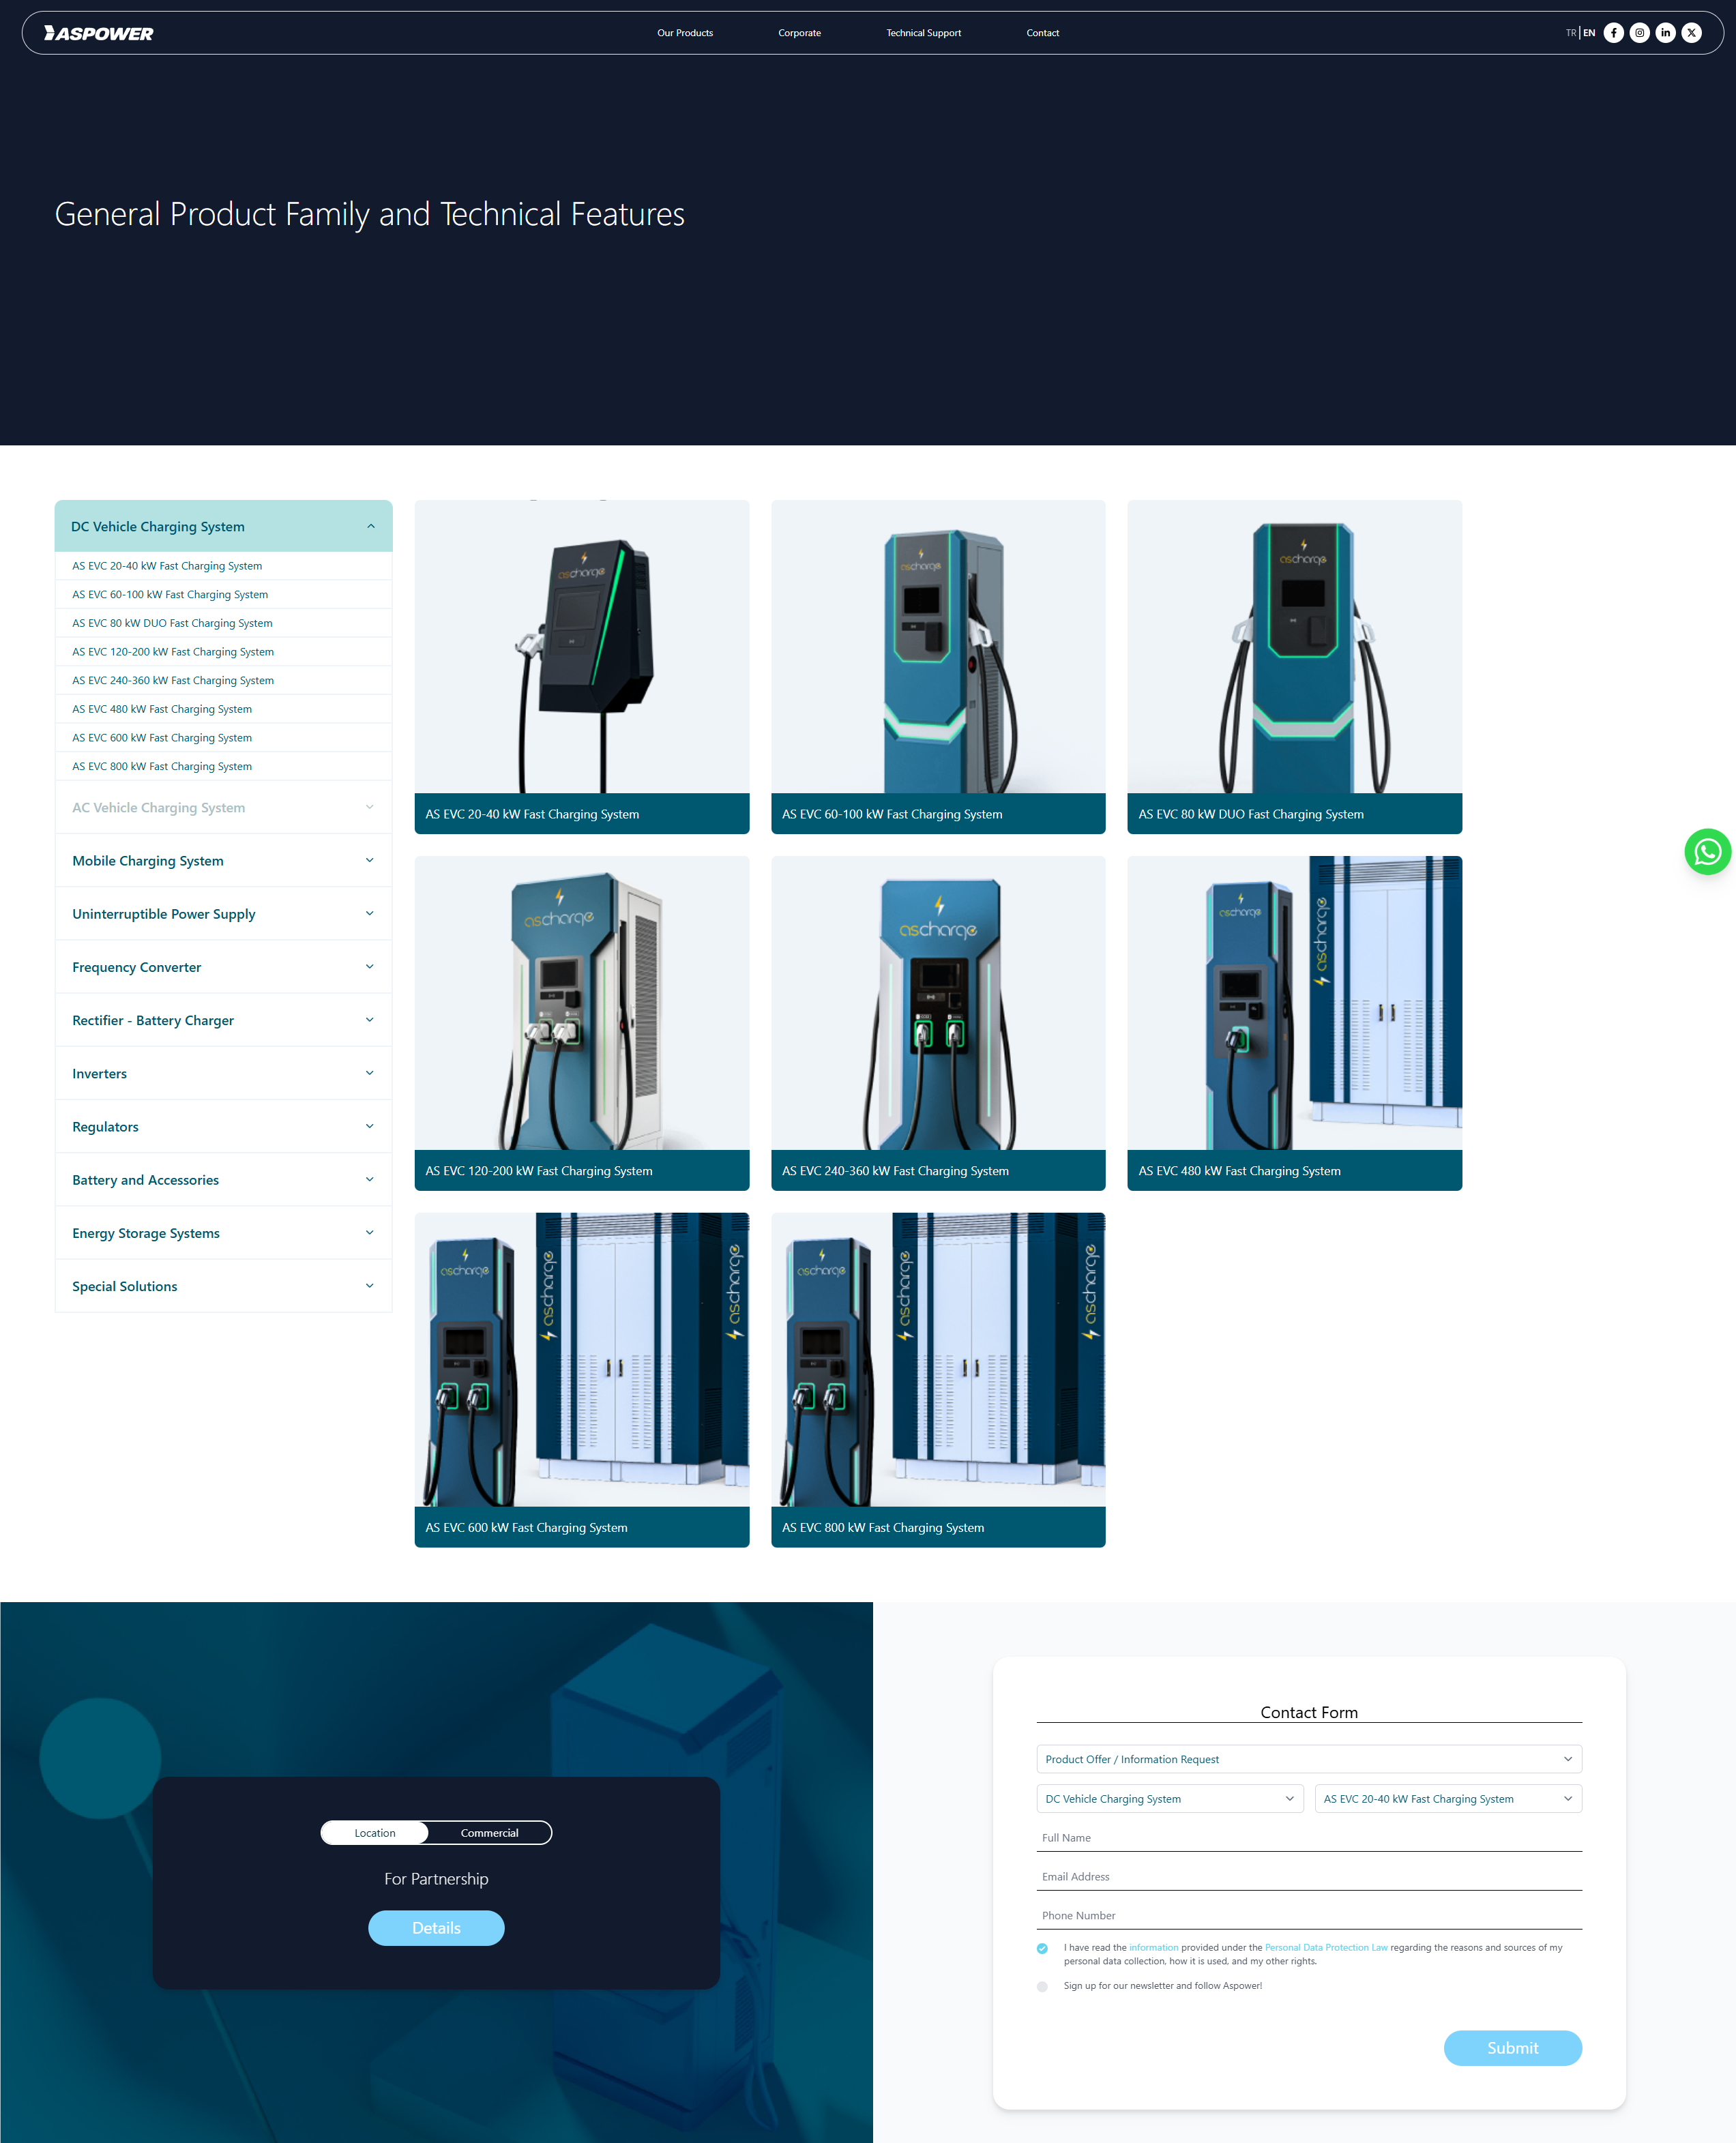 ASPOWER
Our Products
Corporate
Technical Support
Contact
TR
EN
General Product Family and Technical Features
DC Vehicle Charging System
AS EVC 20-40 kW Fast Charging System
AS EVC 60-100 kW Fast Charging System
AS EVC 80 kW DUO Fast Charging System
AS EVC 120-200 kW Fast Charging System
AS EVC 240-360 kW Fast Charging System
AS EVC 480 kW Fast Charging System
AS EVC 600 kW Fast Charging System
AS EVC 800 kW Fast Charging System
AC Vehicle Charging System
Mobile Charging System
Uninterruptible Power Supply
Frequency Converter
Rectifier - Battery Charger
Inverters
Regulators
Battery and Accessories
Energy Storage Systems
Special Solutions
ascharge
ascharge
ascharge
AS EVC 20-40 kW Fast Charging System
AS EVC 60-100 kW Fast Charging System
AS EVC 80 kW DUO Fast Charging System
ascharge
ascharge
ascharge
ascharge
AS EVC 120-200 kW Fast Charging System
AS EVC 240-360 kW Fast Charging System
AS EVC 480 kW Fast Charging System
ascharge
ascharge
ascharge
ascharge
ascharge
ascharge
AS EVC 600 kW Fast Charging System
AS EVC 800 kW Fast Charging System
Location
Commercial
For Partnership
Details
Contact Form
Product Offer / Information Request
DC Vehicle Charging System
AS EVC 20-40 kW Fast Charging System
Full Name
Email Address
Phone Number
I have read the information provided under the Personal Data Protection Law regarding the reasons and sources of my
personal data collection, how it is used, and my other rights.
Sign up for our newsletter and follow Aspower!
Submit